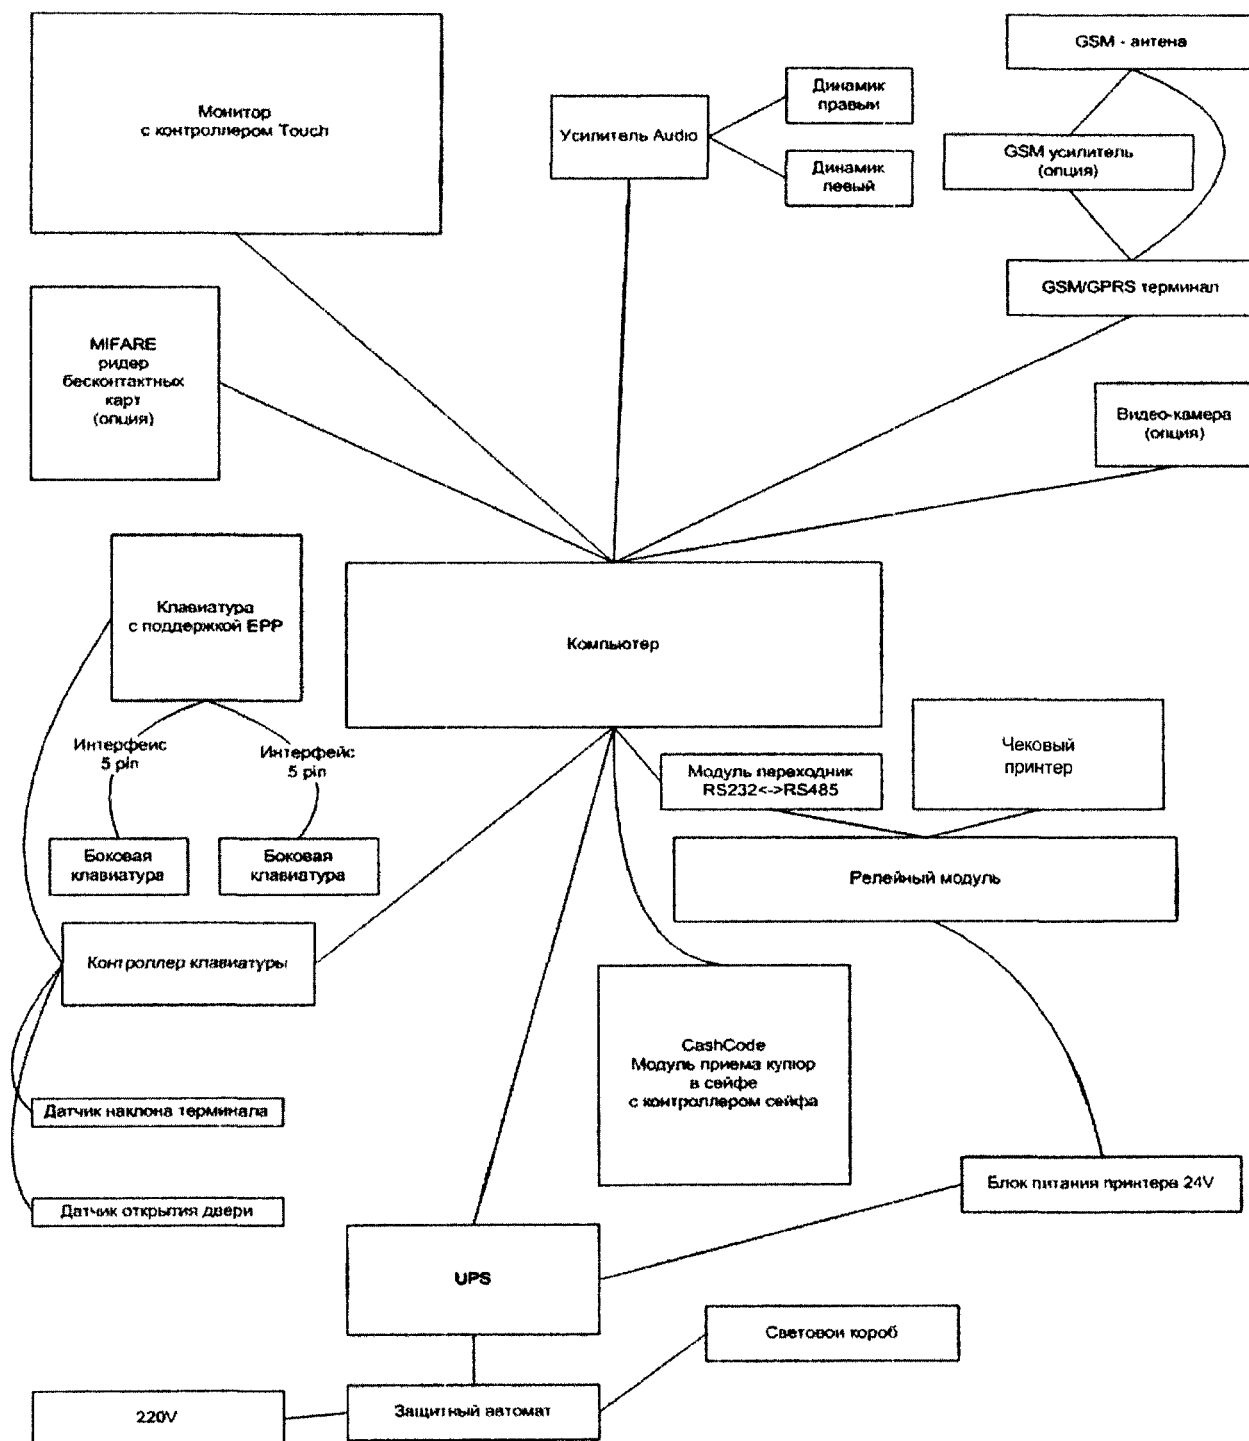 GSM - антена
Монитор
с контроллером Touch
Усилитель Audio
Динамик
правый
Динамик
левый
GSM усилитель
(опция)
GSM/GPRS терминал
MIFARE
ридер
бесконтактных
карт
(опция)
Видео-камера
(опция)
Клавиатура
с поддержкой EPP
Компьютер
Интерфейс
5 pin
Интерфейс
5 pin
Модуль переходник
RS232<->RS485
Чековый
принтер
Боковая
клавиатура
Боковая
клавиатура
Релейный модуль
Контроллер клавиатуры
CashCode
Модуль приема купюр
в сейфе
с контроллером сейфа
Датчик наклона терминала
Блок питания принтера 24V
Датчик открытия двери
UPS
Световой короб
Защитный автомат
220V